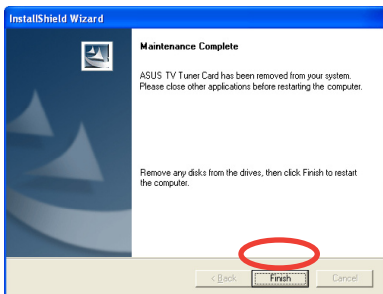 InstallShield Wizard
Maintenance Complete
ASUS TV Tuner Card has been removed from your system.
Please close other applications before restarting the computer.
Remove any disks from the drives, then click Finish to restart
the computer.
< Back
Finish
Cancel